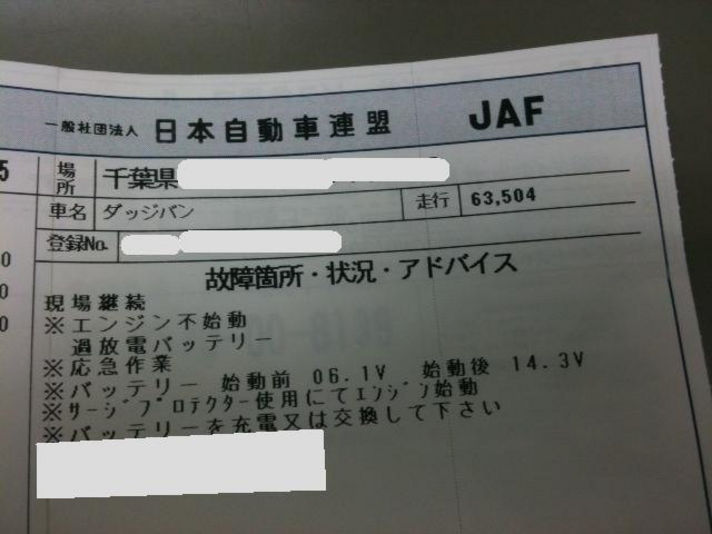 一般社団法人 日本自動車連盟 JAF
5 場所 千葉県
車名 ダッジバン 走行 63,504
登録No.
0
故障箇所・状況・アドバイス
0
現場継続
0
※エンジン不始動
過放電バッテリー
※応急作業
※バッテリー 始動前 06.1V 始動後 14.3V
※ｻｰｼﾞﾌﾟﾛﾃｸﾀｰ使用にてｴﾝｼﾞﾝ始動
※バッテリーを充電又は交換して下さい